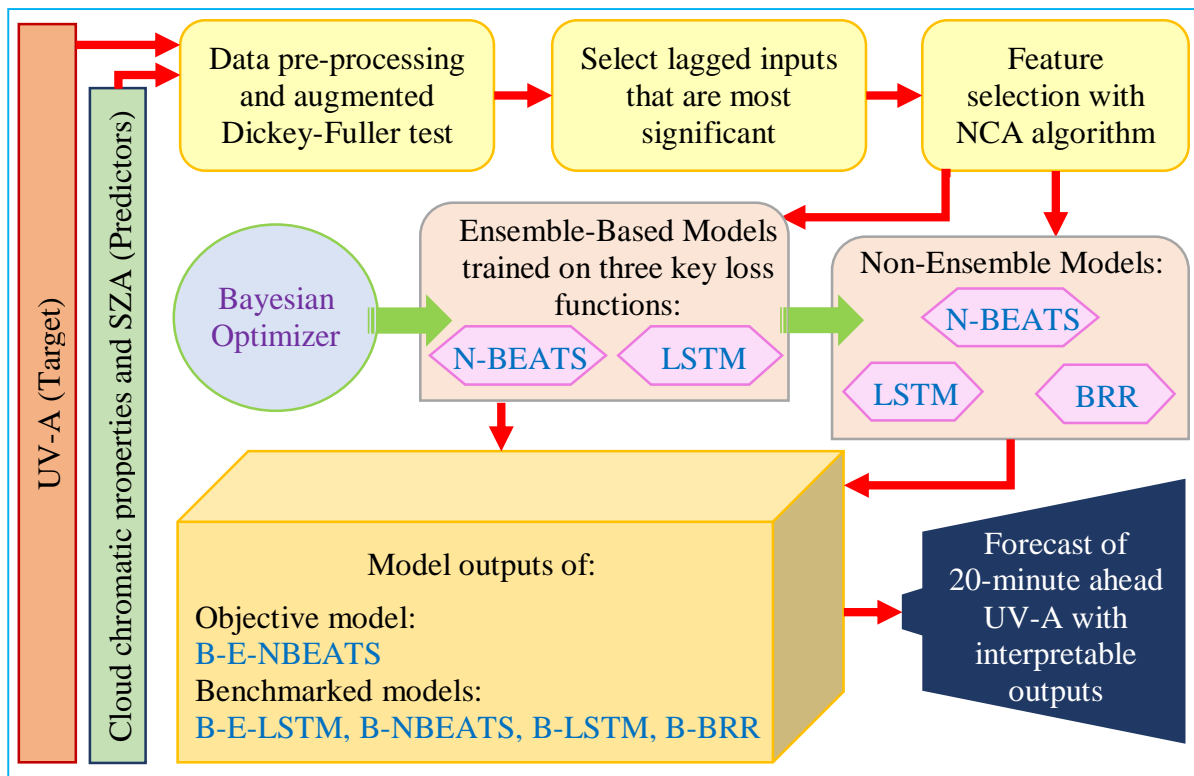 UV-A (Target)
Cloud chromatic properties and SZA (Predictors)
Data pre-processing
and augmented
Dickey-Fuller test
Select lagged inputs
that are most
significant
Feature
selection with
NCA algorithm
Bayesian
Optimizer
Ensemble-Based Models
trained on three key loss
functions:
N-BEATS
LSTM
Non-Ensemble Models:
N-BEATS
LSTM
BRR
Model outputs of:
Objective model:
B-E-NBEATS
Benchmarked models:
B-E-LSTM, B-NBEATS, B-LSTM, B-BRR
Forecast of
20-minute ahead
UV-A with
interpretable
outputs